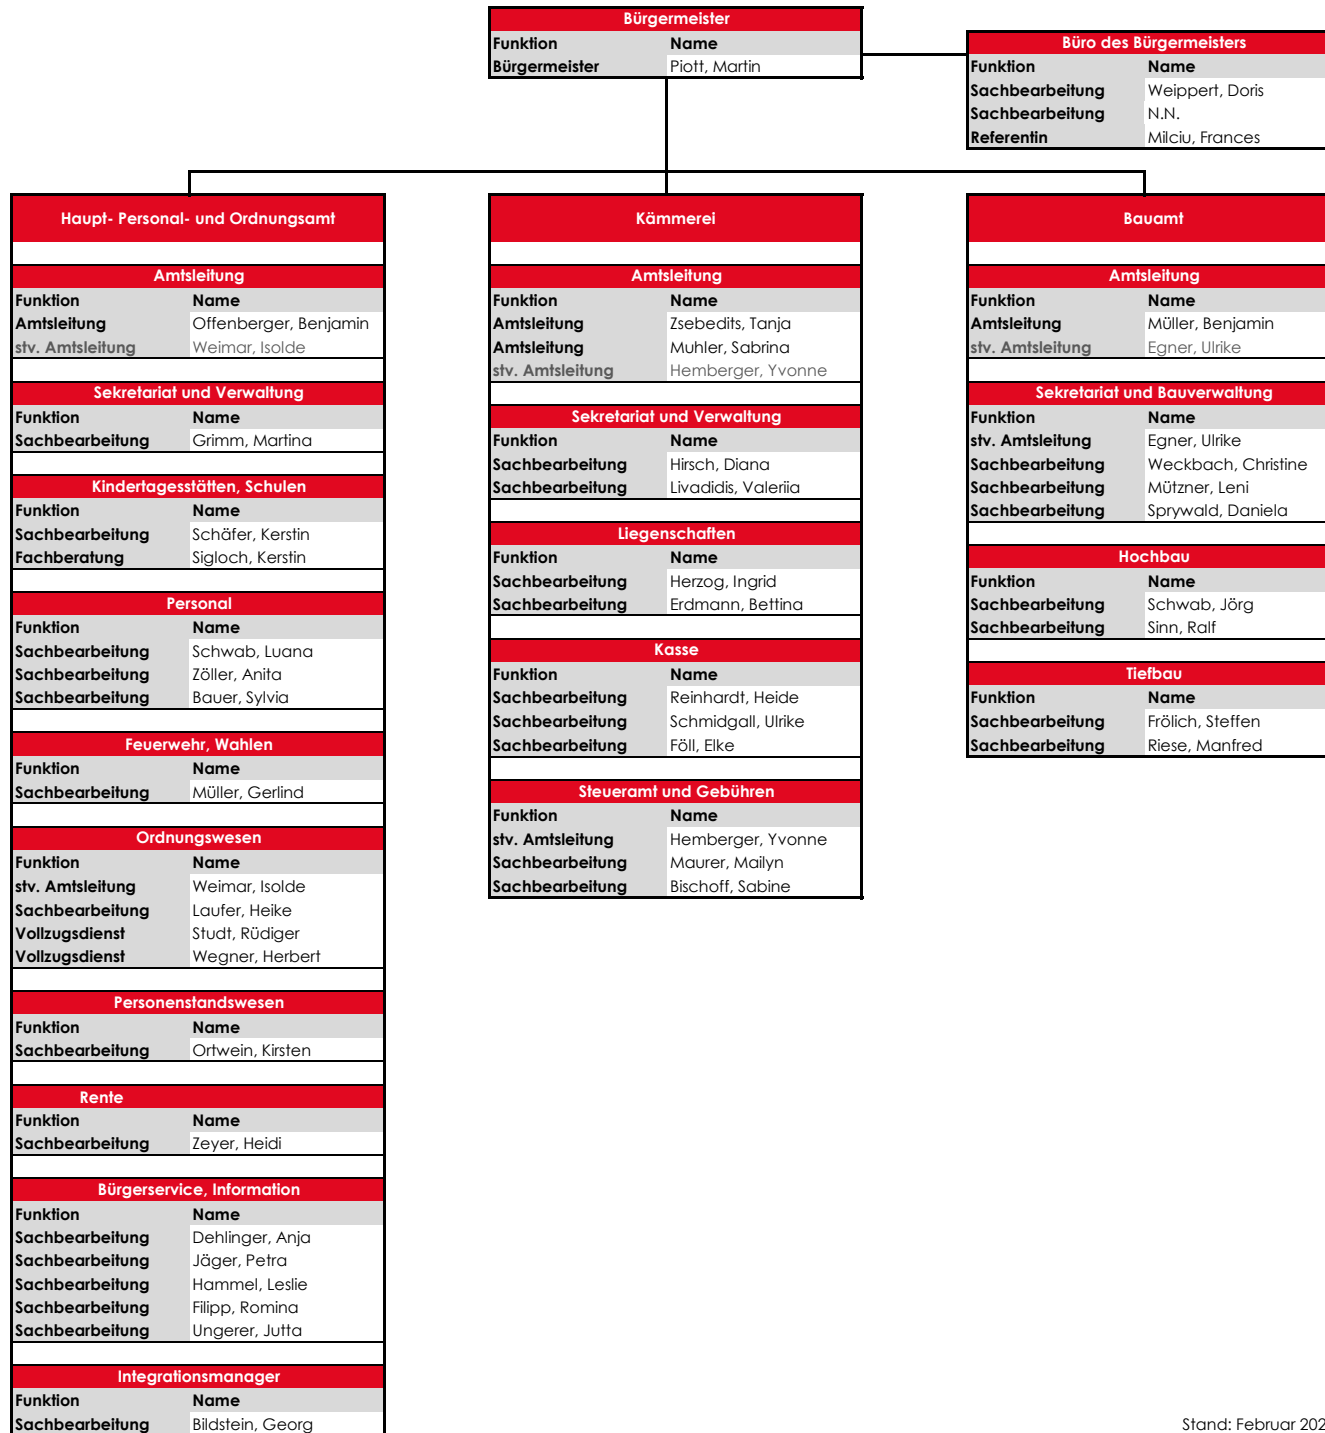 Bürgermeister
Funktion Name
Bürgermeister Piott, Martin
Büro des Bürgermeisters
Funktion Name
Sachbearbeitung Weippert, Doris
Sachbearbeitung N.N.
Referentin Milciu, Frances
Haupt- Personal- und Ordnungsamt
Amtsleitung
Funktion Name
Amtsleitung Offenberger, Benjamin
stv. Amtsleitung Weimar, Isolde
Sekretariat und Verwaltung
Funktion Name
Sachbearbeitung Grimm, Martina
Kindertagesstätten, Schulen
Funktion Name
Sachbearbeitung Schäfer, Kerstin
Fachberatung Sigloch, Kerstin
Personal
Funktion Name
Sachbearbeitung Schwab, Luana
Sachbearbeitung Zöller, Anita
Sachbearbeitung Bauer, Sylvia
Feuerwehr, Wahlen
Funktion Name
Sachbearbeitung Müller, Gerlind
Ordnungswesen
Funktion Name
stv. Amtsleitung Weimar, Isolde
Sachbearbeitung Laufer, Heike
Vollzugsdienst Studt, Rüdiger
Vollzugsdienst Wegner, Herbert
Personenstandswesen
Funktion Name
Sachbearbeitung Ortwein, Kirsten
Rente
Funktion Name
Sachbearbeitung Zeyer, Heidi
Bürgerservice, Information
Funktion Name
Sachbearbeitung Dehlinger, Anja
Sachbearbeitung Jäger, Petra
Sachbearbeitung Hammel, Leslie
Sachbearbeitung Filipp, Romina
Sachbearbeitung Ungerer, Jutta
Integrationsmanager
Funktion Name
Sachbearbeitung Bildstein, Georg
Kämmerei
Amtsleitung
Funktion Name
Amtsleitung Zsebedits, Tanja
Amtsleitung Muhler, Sabrina
stv. Amtsleitung Hemberger, Yvonne
Sekretariat und Verwaltung
Funktion Name
Sachbearbeitung Hirsch, Diana
Sachbearbeitung Livadidis, Valeriia
Liegenschaften
Funktion Name
Sachbearbeitung Herzog, Ingrid
Sachbearbeitung Erdmann, Bettina
Kasse
Funktion Name
Sachbearbeitung Reinhardt, Heide
Sachbearbeitung Schmidgall, Ulrike
Sachbearbeitung Föll, Elke
Steueramt und Gebühren
Funktion Name
stv. Amtsleitung Hemberger, Yvonne
Sachbearbeitung Maurer, Mailyn
Sachbearbeitung Bischoff, Sabine
Bauamt
Amtsleitung
Funktion Name
Amtsleitung Müller, Benjamin
stv. Amtsleitung Egner, Ulrike
Sekretariat und Bauverwaltung
Funktion Name
stv. Amtsleitung Egner, Ulrike
Sachbearbeitung Weckbach, Christine
Sachbearbeitung Mützner, Leni
Sachbearbeitung Sprywald, Daniela
Hochbau
Funktion Name
Sachbearbeitung Schwab, Jörg
Sachbearbeitung Sinn, Ralf
Tiefbau
Funktion Name
Sachbearbeitung Frölich, Steffen
Sachbearbeitung Riese, Manfred
Stand: Februar 202